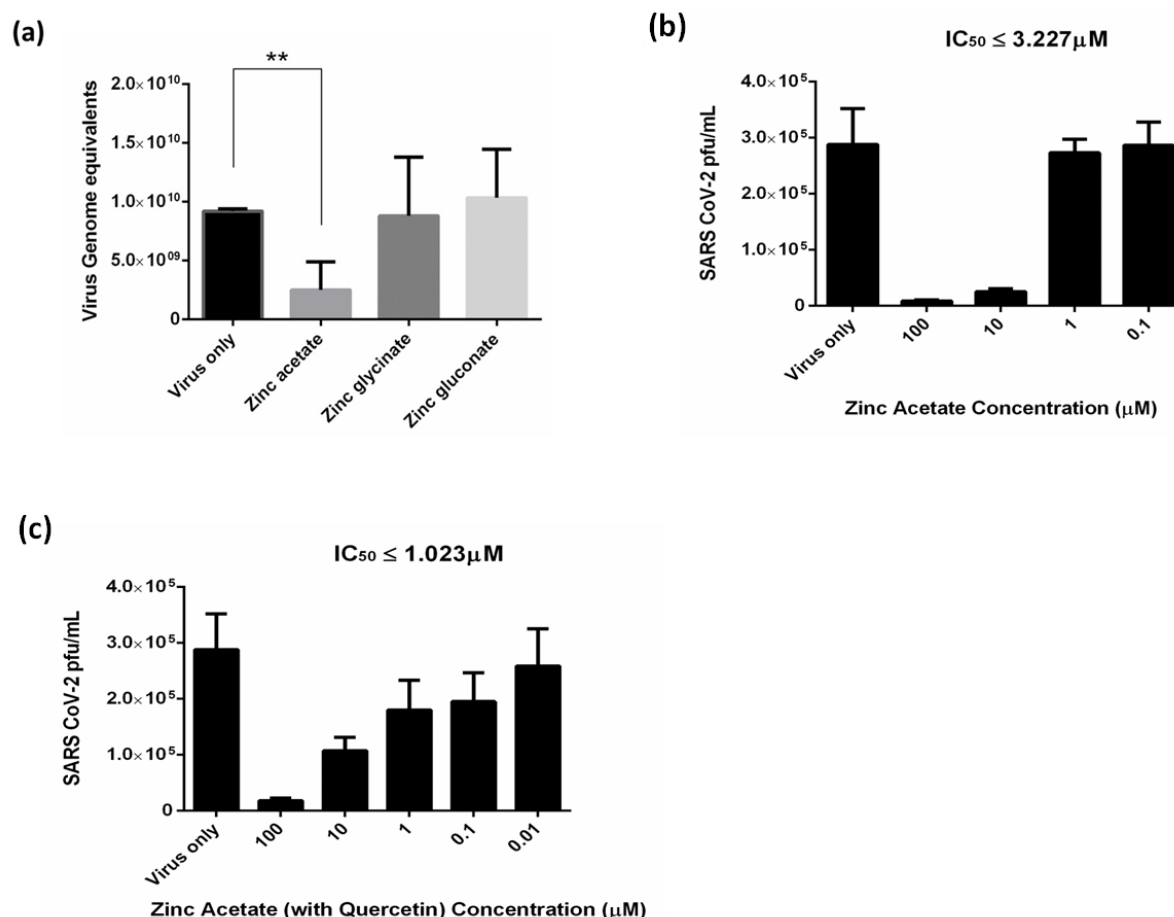 (a)
**
Virus Genome equivalents
2.0×10¹⁰
1.5×10¹⁰
1.0×10¹⁰
5.0×10⁰⁹
0
Virus only
Zinc acetate
Zinc glycinate
Zinc gluconate
(b)
IC₅₀ ≤ 3.227μM
SARS CoV-2 pfu/mL
4.0×10⁵
3.0×10⁵
2.0×10⁵
1.0×10⁵
0
Virus only
100
10
1
0.1
Zinc Acetate Concentration (μM)
(c)
IC₅₀ ≤ 1.023μM
SARS CoV-2 pfu/mL
4.0×10⁵
3.0×10⁵
2.0×10⁵
1.0×10⁵
0
Virus only
100
10
1
0.1
0.01
Zinc Acetate (with Quercetin) Concentration (μM)